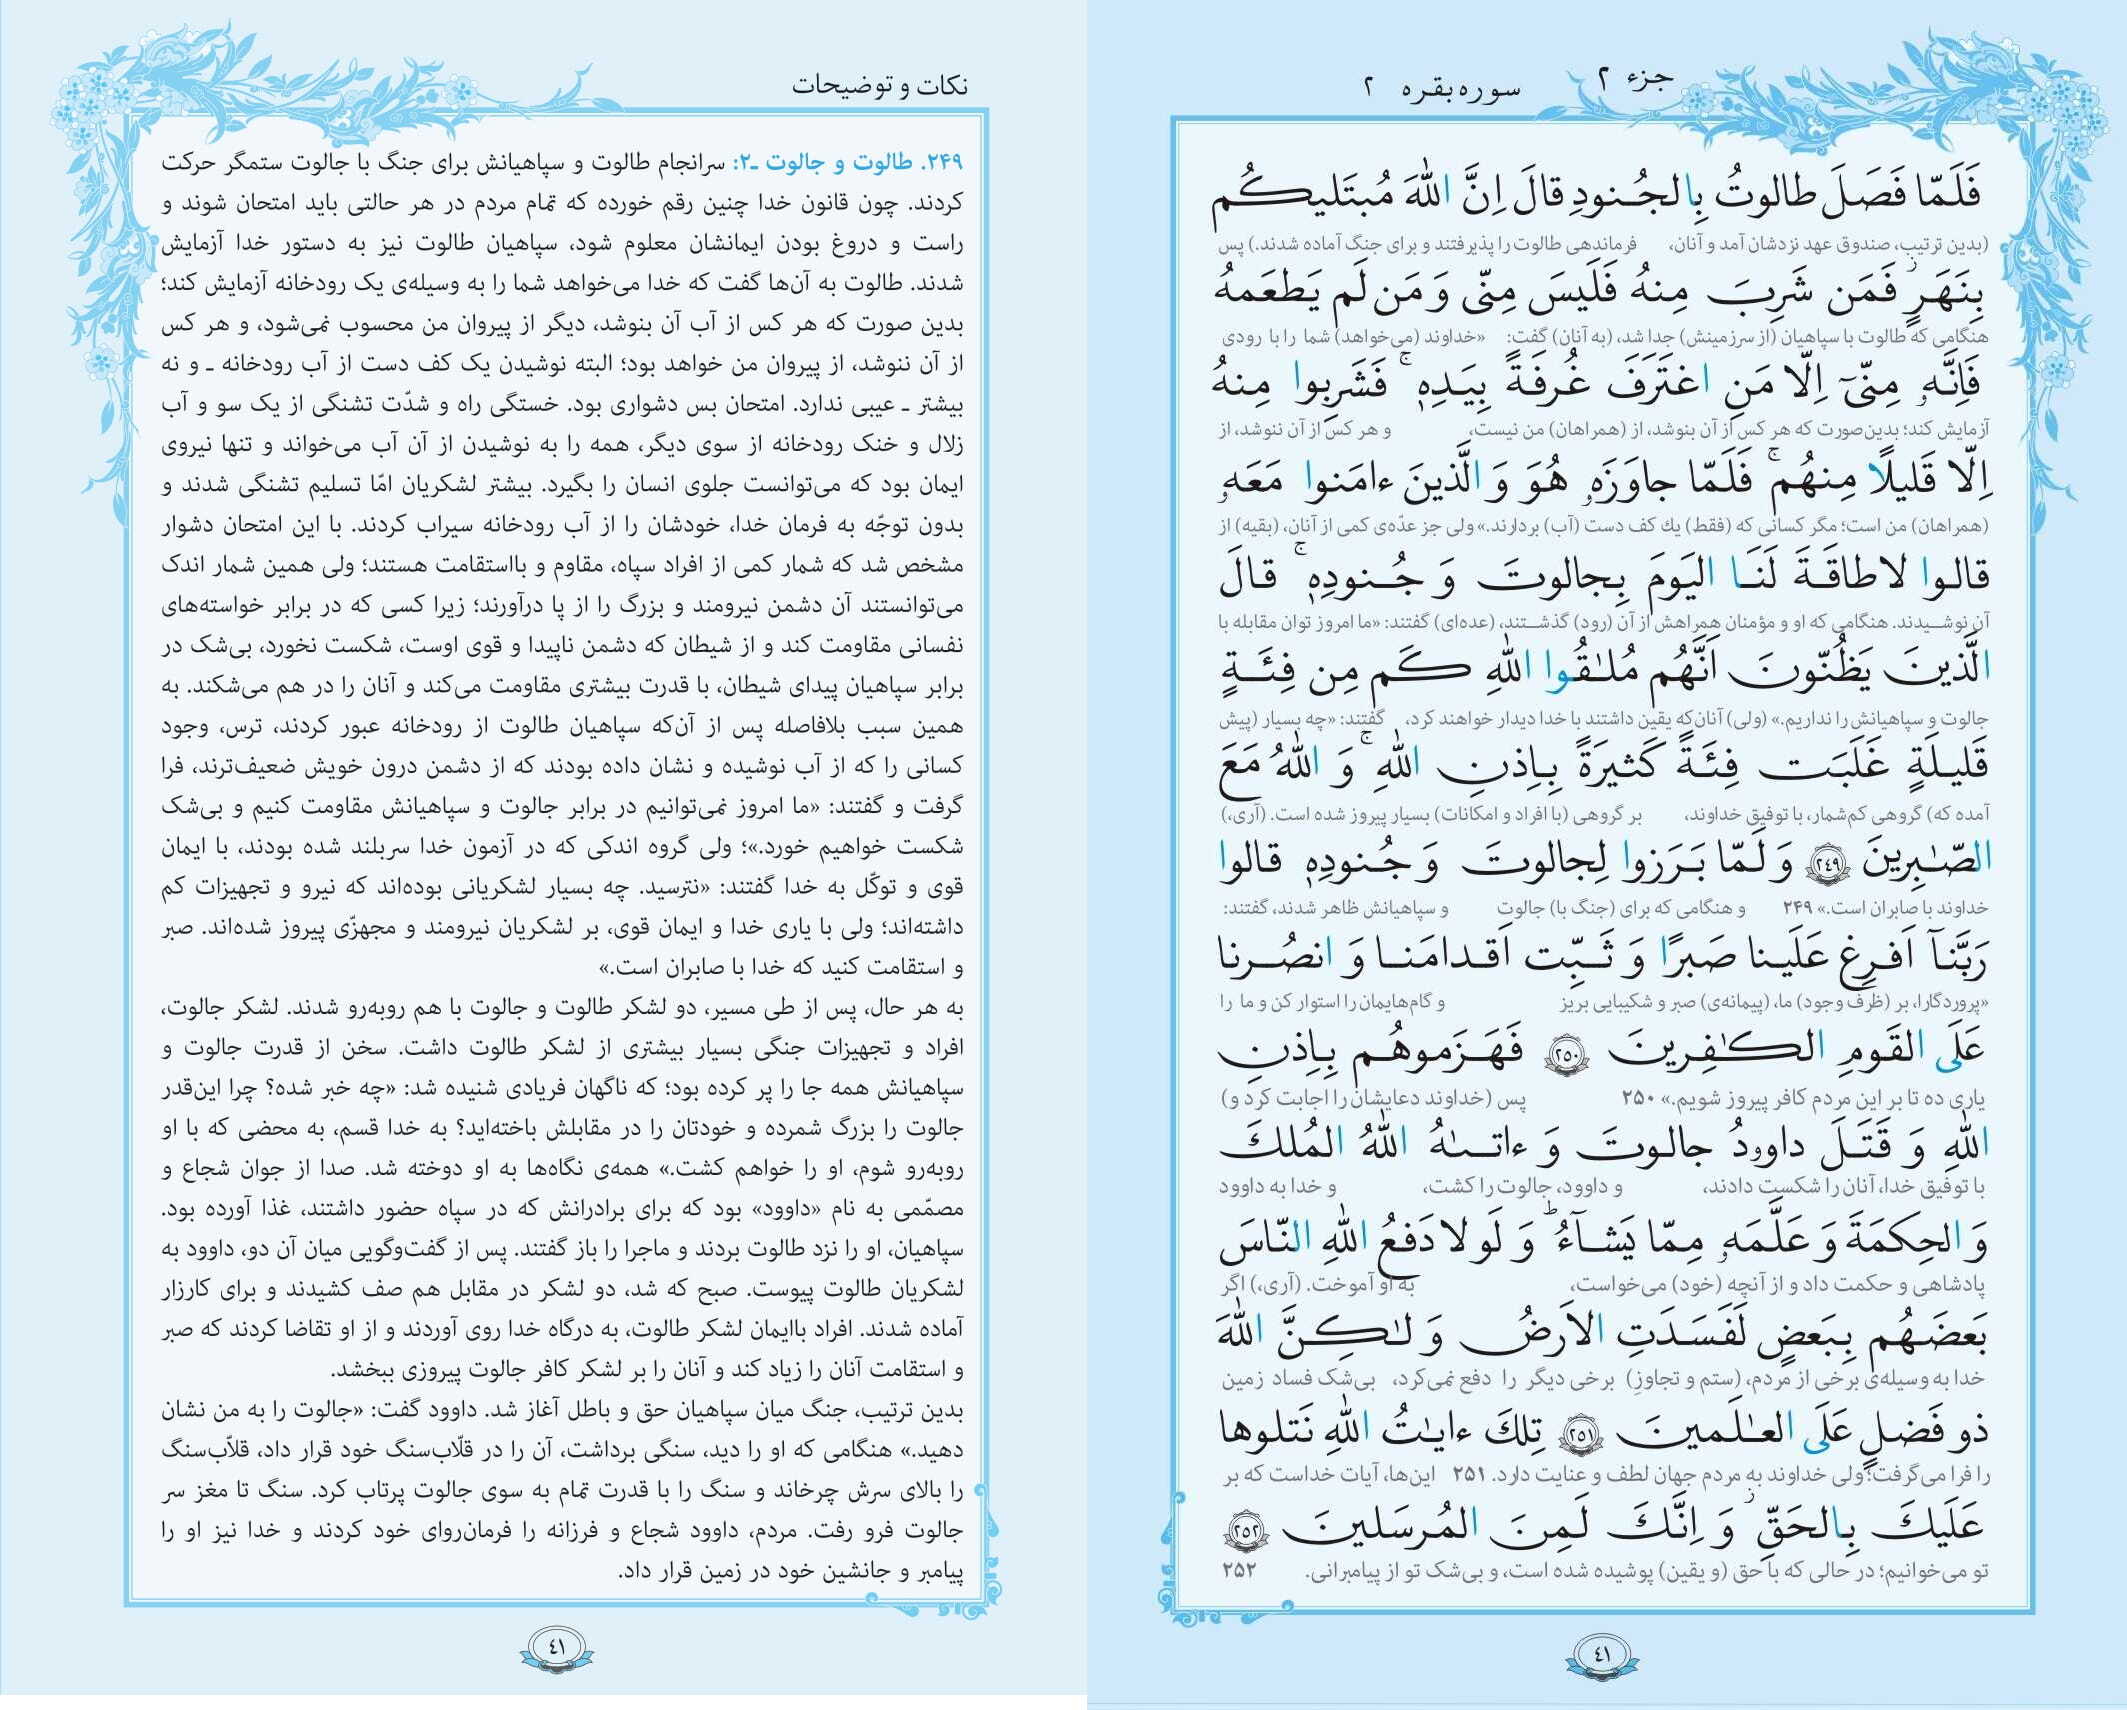 جزء ۲
سوره بقره ۲
فَلَمّا فَصَلَ طالوتُ بِالجُنودِ قالَ اِنَّ اللّٰهَ مُبتَلیكُم
(بدین ترتیب، صندوق عهد نزدشان آمد و آنان، فرماندهی طالوت را پذیرفتند و برای جنگ آماده شدند.) پس
بِنَهَرٍ ۚ فَمَن شَرِبَ مِنهُ فَلَیسَ مِنّی وَ مَن لَم یَطعَمهُ
هنگامی که طالوت با سپاهیان (از سرزمینش) جدا شد، (به آنان) گفت: «خداوند (می‌خواهد) شما را با رودی
فَاِنَّهۥ مِنّیٓ اِلّا مَنِ اغتَرَفَ غُرفَةً بِیَدِهٖ ۚ فَشَرِبوا مِنهُ
آزمایش کند؛ بدین‌صورت که هر کس از آن بنوشد، از (همراهان) من نیست، و هر کس از آن ننوشد، از
اِلّا قَلیلًا مِنهُم ۚ فَلَمّا جاوَزَهۥ هُوَ وَ الَّذینَ ءامَنوا مَعَهۥ
(همراهان) من است؛ مگر کسانی که (فقط) یك کف دست (آب) بردارند.» ولی جز عدّه‌ی کمی از آنان، (بقیه) از
قالوا لا طاقَةَ لَنَا الیَومَ بِجالوتَ وَ جُنودِهٖ ۚ قالَ
آن نوشیدند. هنگامی که او و مؤمنان همراهش از آن (رود) گذشتند، (عده‌ای) گفتند: «ما امروز توان مقابله با
الَّذینَ یَظُنّونَ اَنَّهُم مُلٰقُوا اللّٰهِ كَم مِن فِئَةٍ
جالوت و سپاهیانش را نداریم.» (ولی) آنان‌که یقین داشتند با خدا دیدار خواهند کرد، گفتند: «چه بسیار (پیش
قَلیلَةٍ غَلَبَت فِئَةً كَثیرَةً بِاِذنِ اللّٰهِ ۚ وَ اللّٰهُ مَعَ
آمده که) گروهی کم‌شمار، با توفیق خداوند، بر گروهی (با افراد و امکانات) بسیار پیروز شده است. (آری،)
الصّٰبِرینَ ۲۴۹ وَ لَمّا بَرَزوا لِجالوتَ وَ جُنودِهٖ قالوا
خداوند با صابران است.» ۲۴۹ و هنگامی که برای (جنگ با) جالوت و سپاهیانش ظاهر شدند، گفتند:
رَبَّنآ اَفرِغ عَلَینا صَبرًا وَ ثَبِّت اَقدامَنا وَ انصُرنا
«پروردگارا، بر (ظرف وجود) ما، (پیمانه‌ی) صبر و شکیبایی بریز و گام‌هایمان را استوار کن و ما را
عَلَی القَومِ الكٰفِرینَ ۲۵۰ فَهَزَموهُم بِاِذنِ
یاری ده تا بر این مردم کافر پیروز شویم.» ۲۵۰ پس (خداوند دعایشان را اجابت کرد و)
اللّٰهِ وَ قَتَلَ داوۥدُ جالوتَ وَ ءاتىٰهُ اللّٰهُ المُلكَ
با توفیق خدا، آنان را شکست دادند، و داوود، جالوت را کشت، و خدا به داوود
وَ الحِكمَةَ وَ عَلَّمَهۥ مِمّا یَشآءُ ؕ وَ لَولا دَفعُ اللّٰهِ النّاسَ
پادشاهی و حکمت داد و از آنچه (خود) می‌خواست، به او آموخت. (آری،) اگر
بَعضَهُم بِبَعضٍ لَفَسَدَتِ الاَرضُ وَ لٰكِنَّ اللّٰهَ
خدا به وسیله‌ی برخی از مردم، (ستم و تجاوزِ) برخی دیگر را دفع نمی‌کرد، بی‌شک فساد زمین
ذو فَضلٍ عَلَی العٰلَمینَ ۲۵۱ تِلكَ ءایٰتُ اللّٰهِ نَتلوها
را فرا می‌گرفت؛ ولی خداوند به مردم جهان لطف و عنایت دارد. ۲۵۱ این‌ها، آیات خداست که بر
عَلَیكَ بِالحَقِّ ۚ وَ اِنَّكَ لَمِنَ المُرسَلینَ ۲۵۲
تو می‌خوانیم؛ در حالی که با حق (و یقین) پوشیده شده است، و بی‌شک تو از پیامبرانی. ۲۵۲
٤١
نکات و توضیحات
۲۴۹. طالوت و جالوت ـ۲: سرانجام طالوت و سپاهیانش برای جنگ با جالوت ستمگر حرکت
کردند. چون قانون خدا چنین رقم خورده که تمام مردم در هر حالتی باید امتحان شوند و
راست و دروغ بودن ایمانشان معلوم شود، سپاهیان طالوت نیز به دستور خدا آزمایش
شدند. طالوت به آن‌ها گفت که خدا می‌خواهد شما را به وسیله‌ی یک رودخانه آزمایش کند؛
بدین صورت که هر کس از آب آن بنوشد، دیگر از پیروان من محسوب نمی‌شود، و هر کس
از آن ننوشد، از پیروان من خواهد بود؛ البته نوشیدن یک کف دست از آب رودخانه ـ و نه
بیشتر ـ عیبی ندارد. امتحان بس دشواری بود. خستگی راه و شدّت تشنگی از یک سو و آب
زلال و خنک رودخانه از سوی دیگر، همه را به نوشیدن از آن آب می‌خواند و تنها نیروی
ایمان بود که می‌توانست جلوی انسان را بگیرد. بیشتر لشکریان امّا تسلیم تشنگی شدند و
بدون توجّه به فرمان خدا، خودشان را از آب رودخانه سیراب کردند. با این امتحان دشوار
مشخص شد که شمار کمی از افراد سپاه، مقاوم و بااستقامت هستند؛ ولی همین شمار اندک
می‌توانستند آن دشمن نیرومند و بزرگ را از پا درآورند؛ زیرا کسی که در برابر خواسته‌های
نفسانی مقاومت کند و از شیطان که دشمن ناپیدا و قوی اوست، شکست نخورد، بی‌شک در
برابر سپاهیان پیدای شیطان، با قدرت بیشتری مقاومت می‌کند و آنان را در هم می‌شکند. به
همین سبب بلافاصله پس از آن‌که سپاهیان طالوت از رودخانه عبور کردند، ترس، وجود
کسانی را که از آب نوشیده و نشان داده بودند که از دشمن درون خویش ضعیف‌ترند، فرا
گرفت و گفتند: «ما امروز نمی‌توانیم در برابر جالوت و سپاهیانش مقاومت کنیم و بی‌شک
شکست خواهیم خورد.»؛ ولی گروه اندکی که در آزمون خدا سربلند شده بودند، با ایمان
قوی و توکّل به خدا گفتند: «نترسید. چه بسیار لشکریانی بوده‌اند که نیرو و تجهیزات کم
داشته‌اند؛ ولی با یاری خدا و ایمان قوی، بر لشکریان نیرومند و مجهزّی پیروز شده‌اند. صبر
و استقامت کنید که خدا با صابران است.»
به هر حال، پس از طی مسیر، دو لشکر طالوت و جالوت با هم روبه‌رو شدند. لشکر جالوت،
افراد و تجهیزات جنگی بسیار بیشتری از لشکر طالوت داشت. سخن از قدرت جالوت و
سپاهیانش همه جا را پر کرده بود؛ که ناگهان فریادی شنیده شد: «چه خبر شده؟ چرا این‌قدر
جالوت را بزرگ شمرده و خودتان را در مقابلش باخته‌اید؟ به خدا قسم، به محضی که با او
روبه‌رو شوم، او را خواهم کشت.» همه‌ی نگاه‌ها به او دوخته شد. صدا از جوان شجاع و
مصمّمی به نام «داوود» بود که برای برادرانش که در سپاه حضور داشتند، غذا آورده بود.
سپاهیان، او را نزد طالوت بردند و ماجرا را باز گفتند. پس از گفت‌وگویی میان آن دو، داوود به
لشکریان طالوت پیوست. صبح که شد، دو لشکر در مقابل هم صف کشیدند و برای کارزار
آماده شدند. افراد باایمان لشکر طالوت، به درگاه خدا روی آوردند و از او تقاضا کردند که صبر
و استقامت آنان را زیاد کند و آنان را بر لشکر کافر جالوت پیروزی ببخشد.
بدین ترتیب، جنگ میان سپاهیان حق و باطل آغاز شد. داوود گفت: «جالوت را به من نشان
دهید.» هنگامی که او را دید، سنگی برداشت، آن را در قلّاب‌سنگ خود قرار داد، قلاّب‌سنگ
را بالای سرش چرخاند و سنگ را با قدرت تمام به سوی جالوت پرتاب کرد. سنگ تا مغز سر
جالوت فرو رفت. مردم، داوود شجاع و فرزانه را فرمان‌روای خود کردند و خدا نیز او را
پیامبر و جانشین خود در زمین قرار داد.
٤١